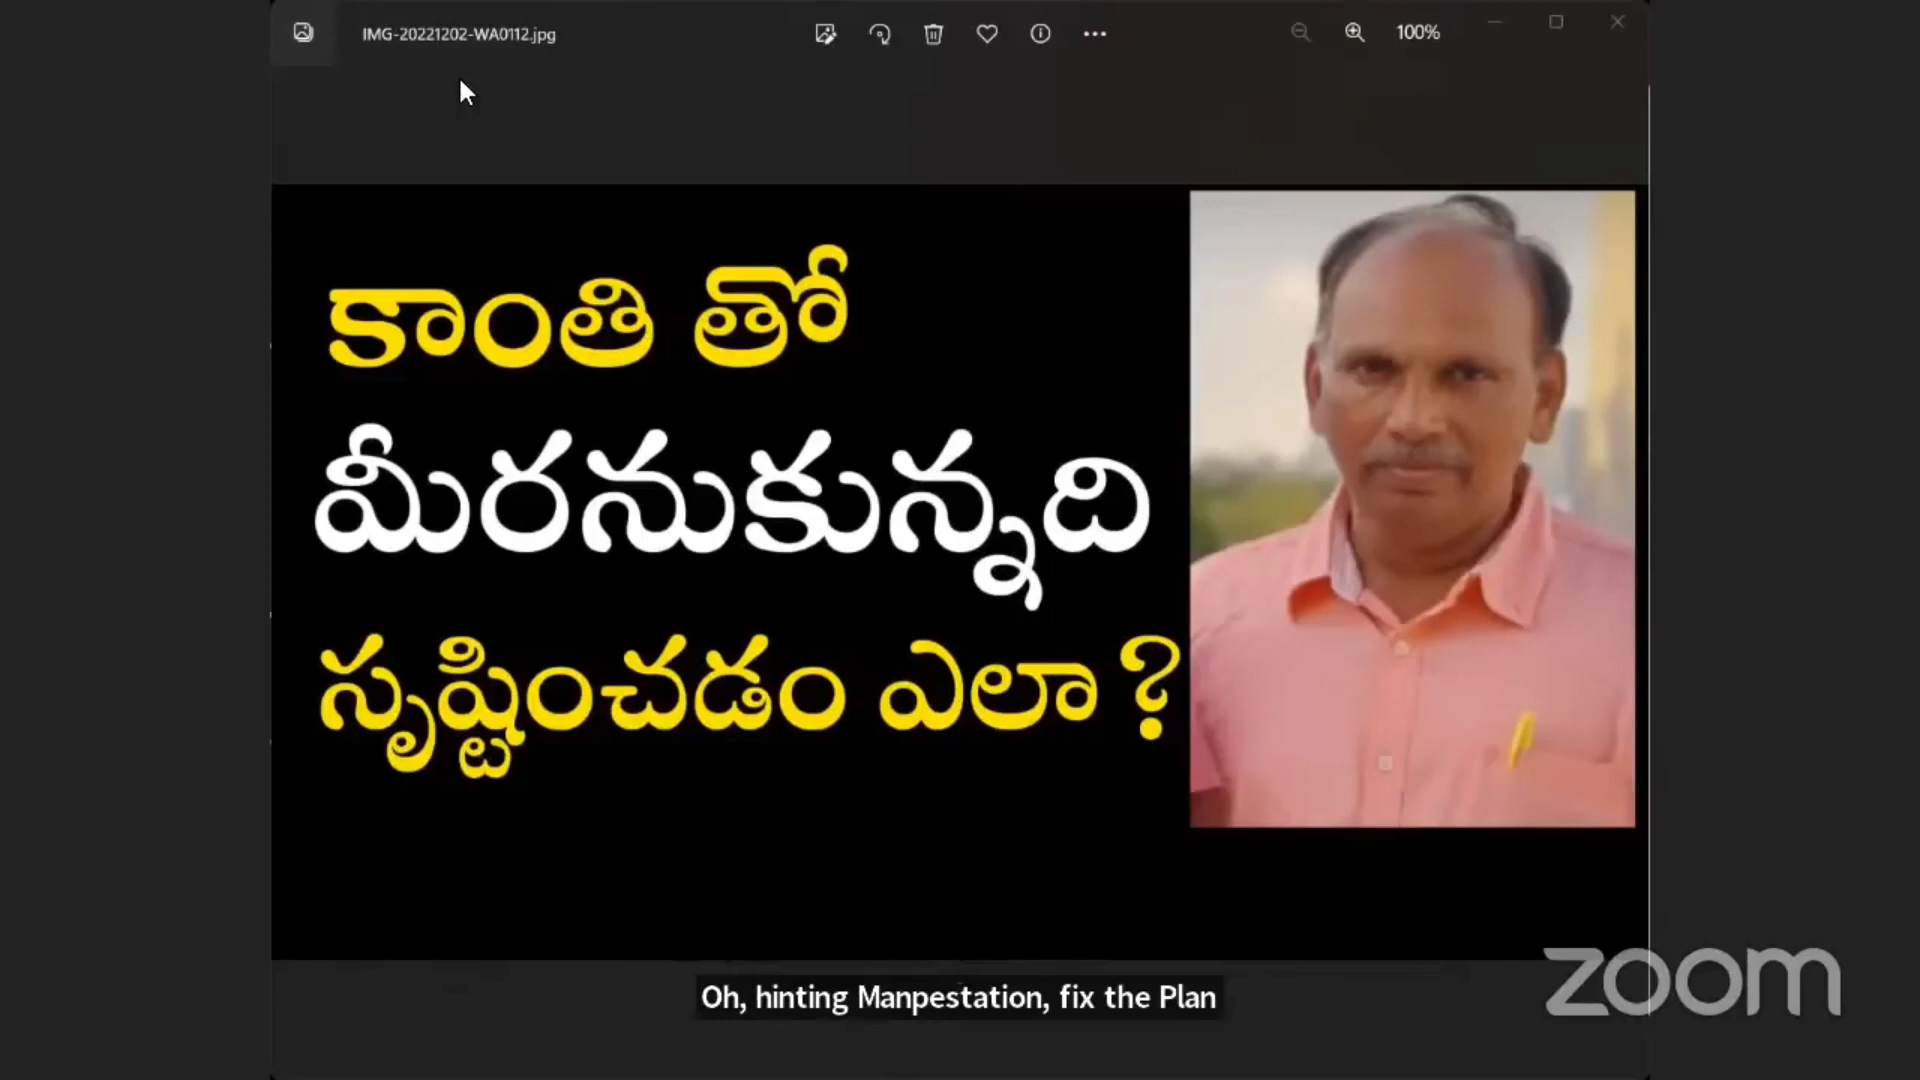 IMG-20221202-WA0112.jpg
100%
కాంతి తో
మీరనుకున్నది
సృష్టించడం ఎలా ?
Oh, hinting Manpestation, fix the Plan
zoom